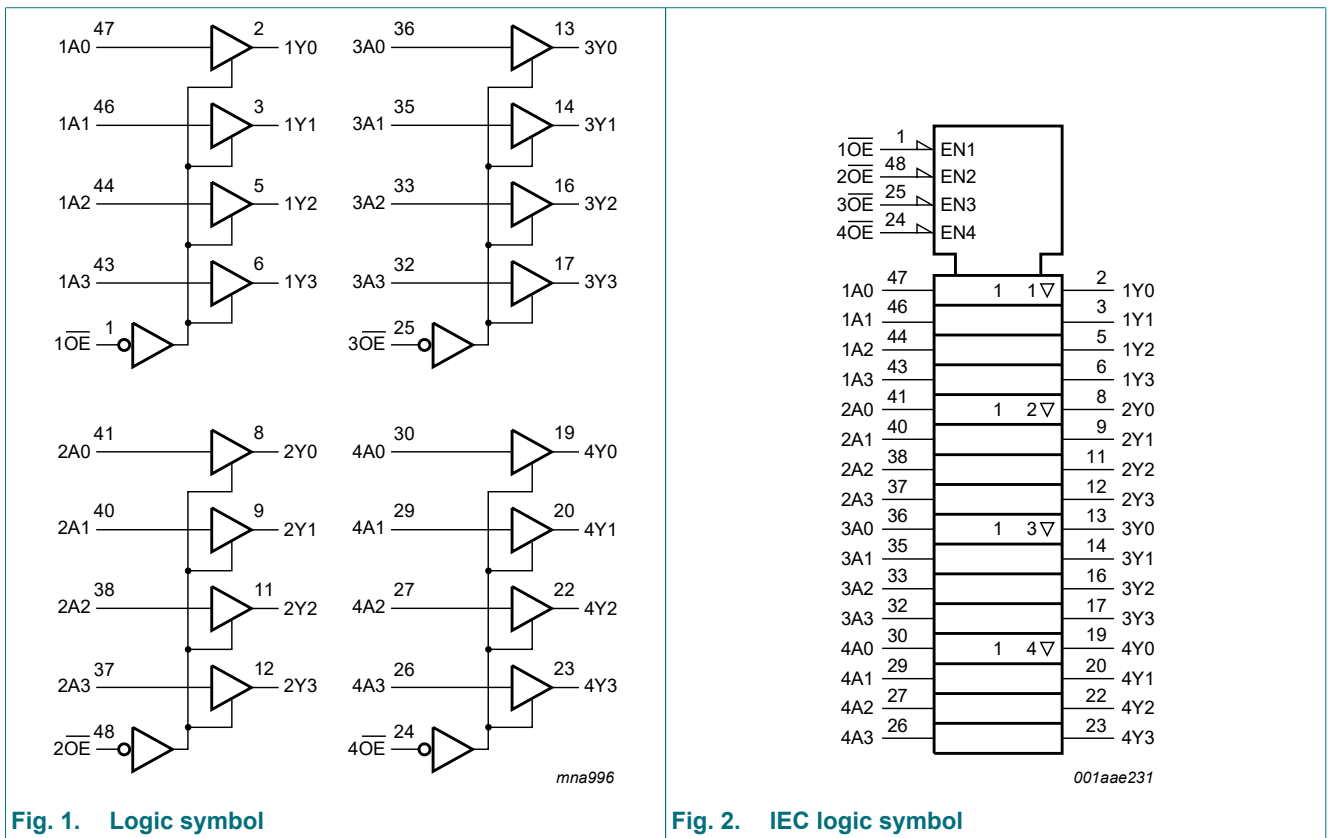 1A0 47 2 1Y0 36 3A0 13 3Y0
1A1 46 3 1Y1 35 3A1 14 3Y1
1A2 44 5 1Y2 33 3A2 16 3Y2
1A3 43 6 1Y3 32 3A3 17 3Y3
1O̅E̅ 1 3O̅E̅ 25
2A0 41 8 2Y0 4A0 30 19 4Y0
2A1 40 9 2Y1 4A1 29 20 4Y1
2A2 38 11 2Y2 4A2 27 22 4Y2
2A3 37 12 2Y3 4A3 26 23 4Y3
2O̅E̅ 48 4O̅E̅ 24
mna996
Fig. 1. Logic symbol
1O̅E̅ 1 EN1
2O̅E̅ 48 EN2
3O̅E̅ 25 EN3
4O̅E̅ 24 EN4
1A0 47 1 1▽ 2 1Y0
1A1 46 3 1Y1
1A2 44 5 1Y2
1A3 43 6 1Y3
2A0 41 1 2▽ 8 2Y0
2A1 40 9 2Y1
2A2 38 11 2Y2
2A3 37 12 2Y3
3A0 36 1 3▽ 13 3Y0
3A1 35 14 3Y1
3A2 33 16 3Y2
3A3 32 17 3Y3
4A0 30 1 4▽ 19 4Y0
4A1 29 20 4Y1
4A2 27 22 4Y2
4A3 26 23 4Y3
001aae231
Fig. 2. IEC logic symbol